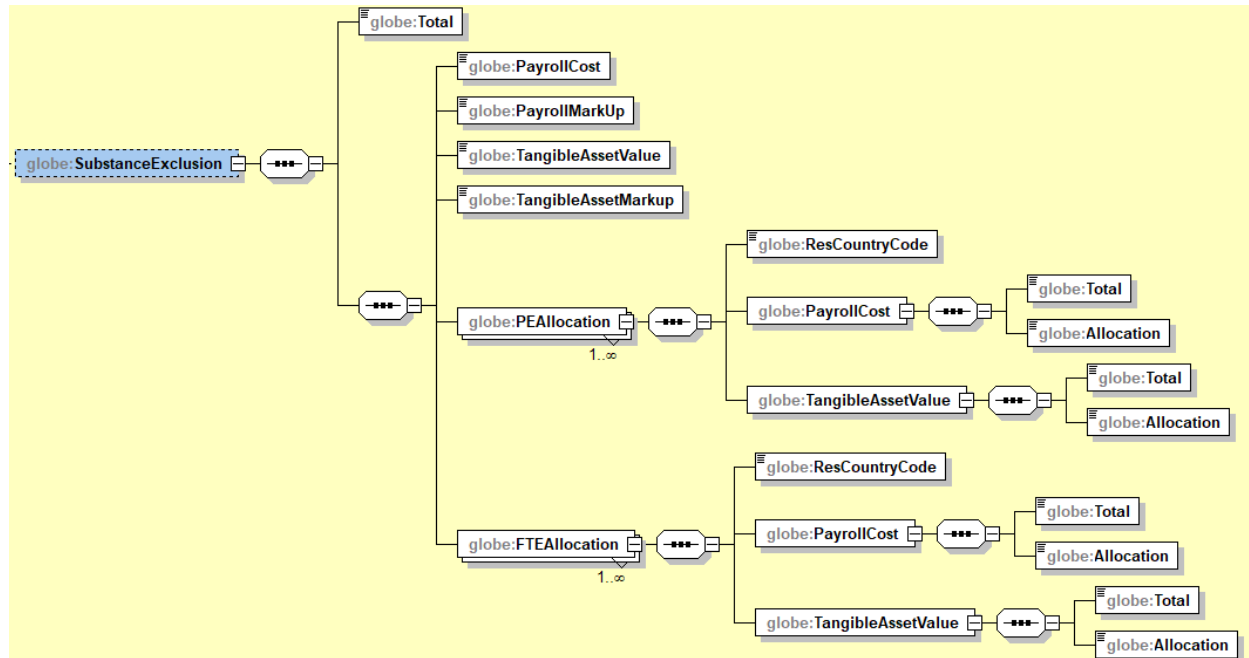 globe:Total
globe:PayrollCost
globe:PayrollMarkUp
globe:SubstanceExclusion
globe:TangibleAssetValue
globe:TangibleAssetMarkup
globe:ResCountryCode
globe:Total
globe:PEAllocation
globe:PayrollCost
globe:Allocation
1..∞
globe:Total
globe:TangibleAssetValue
globe:Allocation
globe:ResCountryCode
globe:Total
globe:FTEAllocation
globe:PayrollCost
globe:Allocation
1..∞
globe:Total
globe:TangibleAssetValue
globe:Allocation